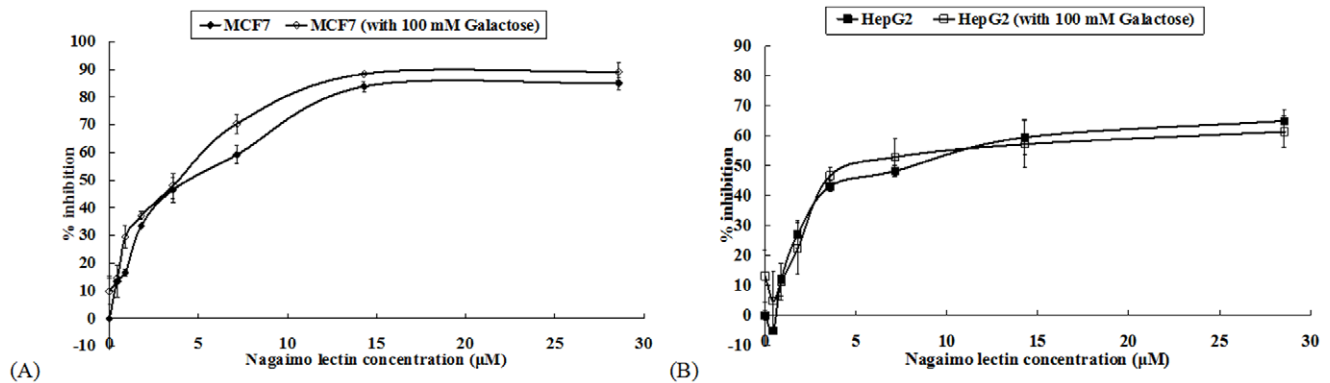 MCF7 MCF7 (with 100 mM Galactose)
100
90
80
70
60
50
40
30
20
10
0
-10
% inhibition
0 5 10 15 20 25 30
Nagaimo lectin concentration (µM)
(A)
HepG2 HepG2 (with 100 mM Galactose)
90
80
70
60
50
40
30
20
10
0
-10
% inhibition
0 5 10 15 20 25 30
Nagaimo lectin concentration (µM)
(B)